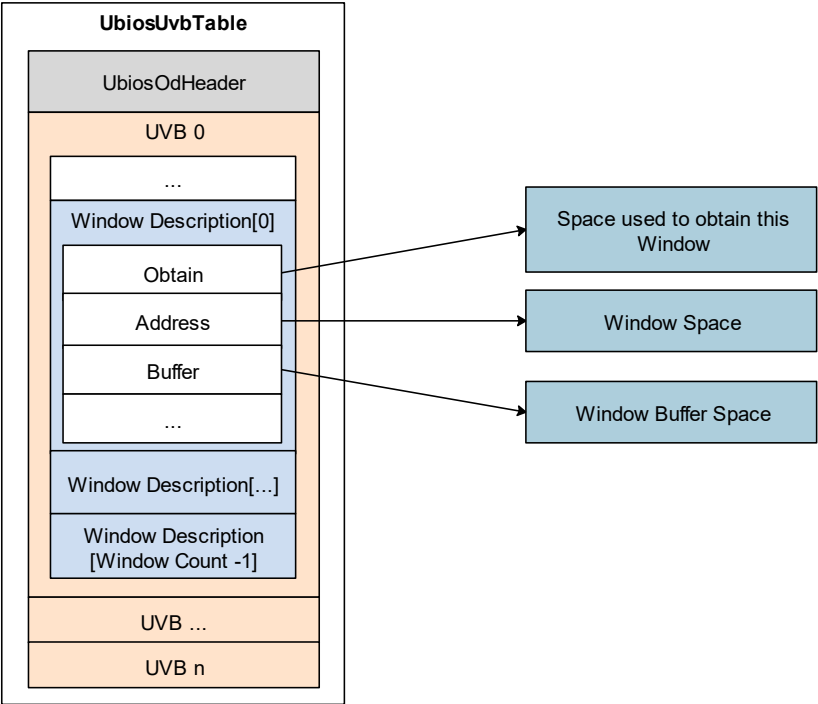 UbiosUvbTable
UbiosOdHeader
UVB 0
...
Window Description[0]
Obtain
Address
Buffer
...
Window Description[...]
Window Description
[Window Count -1]
UVB ...
UVB n
Space used to obtain this
Window
Window Space
Window Buffer Space